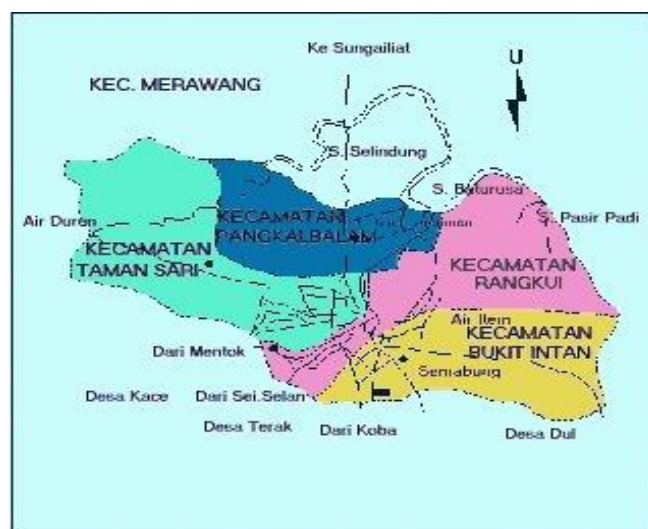 Ke Sungailiat
U
KEC. MERAWANG
S. Selindung
S. Baturusa
Air Duren
KECAMATAN
PANGKALBALAM
S. Pasir Padi
KECAMATAN
TAMAN SARI
KECAMATAN
RANGKUI
Air Itam
KECAMATAN
BUKIT INTAN
Dari Mentok
Semabung
Desa Kace
Dari Sei.Selan
Desa Terak
Dari Koba
Desa Dul